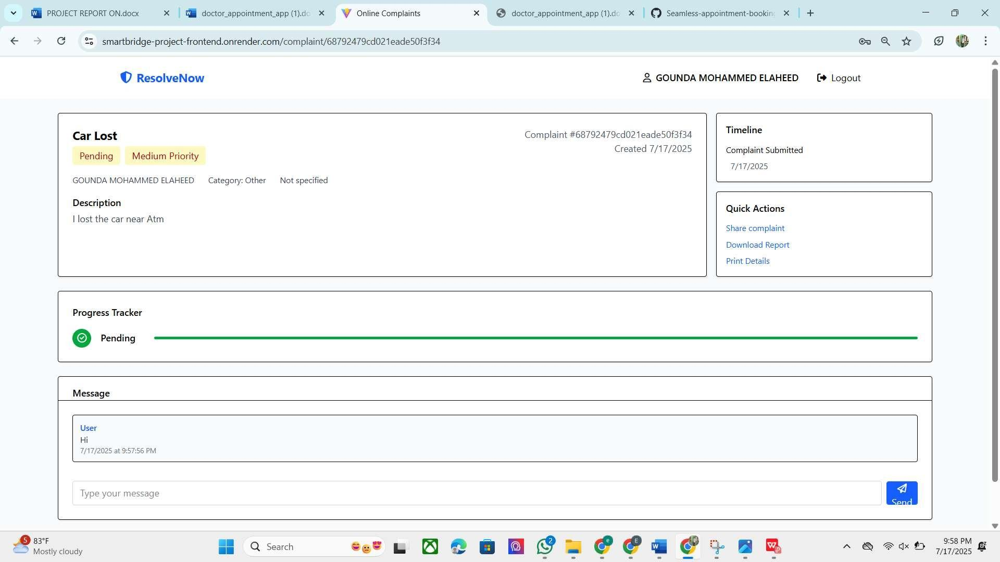 PROJECT REPORT ON.docx
doctor_appointment_app (1).do
Online Complaints
doctor_appointment_app (1).do
Seamless-appointment-booking
smartbridge-project-frontend.onrender.com/complaint/68792479cd021eade50f3f34
ResolveNow
GOUNDA MOHAMMED ELAHEED
Logout
Car Lost
Complaint #68792479cd021eade50f3f34
Created 7/17/2025
Pending
Medium Priority
GOUNDA MOHAMMED ELAHEED Category: Other Not specified
Description
I lost the car near Atm
Timeline
Complaint Submitted
7/17/2025
Quick Actions
Share complaint
Download Report
Print Details
Progress Tracker
Pending
Message
User
Hi
7/17/2025 at 9:57:56 PM
Type your message
Send
5
83°F
Mostly cloudy
Search
2
e
E
9:58 PM
7/17/2025